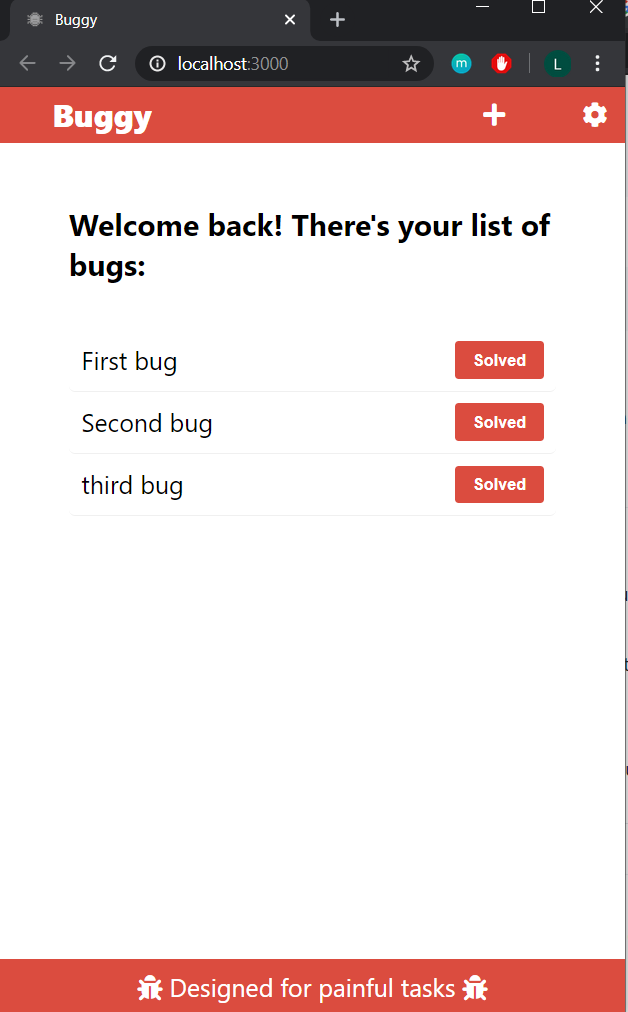 Buggy
localhost:3000
m
L
Buggy
Welcome back! There's your list of
bugs:
First bug
Solved
Second bug
Solved
third bug
Solved
Designed for painful tasks